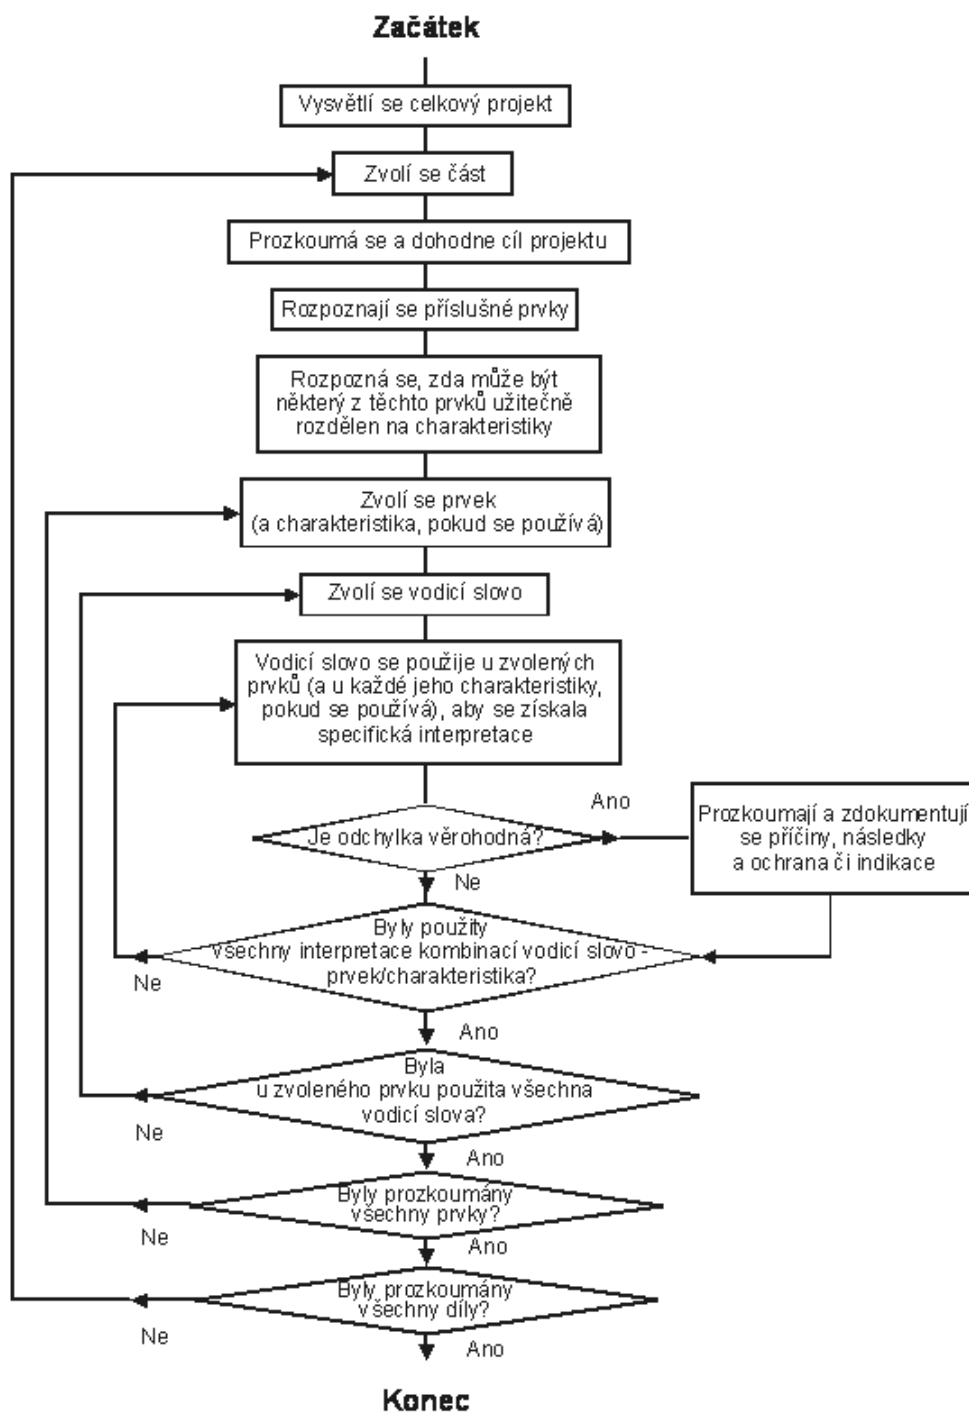 Začátek
Vysvětlí se celkový projekt
Zvolí se část
Prozkoumá se a dohodne cíl projektu
Rozpoznají se příslušné prvky
Rozpozná se, zda může být
některý z těchto prvků užitečně
rozdělen na charakteristiky
Zvolí se prvek
(a charakteristika, pokud se používá)
Zvolí se vodicí slovo
Vodicí slovo se použije u zvolených
prvků (a u každé jeho charakteristiky,
pokud se používá), aby se získala
specifická interpretace
Ano
Je odchylka věrohodná?
Prozkoumají a zdokumentují
se příčiny, následky
a ochrana či indikace
Ne
Byly použity
všechny interpretace kombinací vodicí slovo -
prvek/charakteristika?
Ne
Ano
Byla
u zvoleného prvku použita všechna
vodicí slova?
Ne
Ano
Byly prozkoumány
všechny prvky?
Ne
Ano
Byly prozkoumány
všechny díly?
Ne
Ano
Konec